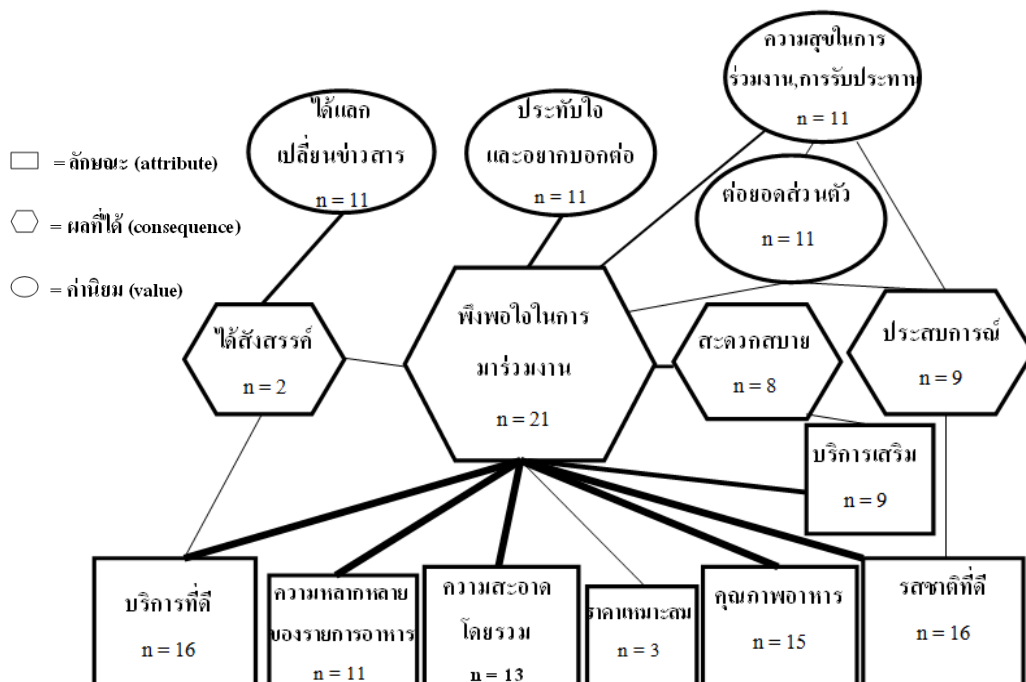 ความสุขในการ
ร่วมงาน,การรับประทาน
n = 11
ได้แลก
เปลี่ยนข่าวสาร
n = 11
ประทับใจ
และอยากบอกต่อ
n = 11
ต่อยอดส่วนตัว
n = 11
= ลักษณะ (attribute)
= ผลที่ได้ (consequence)
= ค่านิยม (value)
ได้สังสรรค์
n = 2
พึงพอใจในการ
มาร่วมงาน
n = 21
สะดวกสบาย
n = 8
ประสบการณ์
n = 9
บริการเสริม
n = 9
บริการที่ดี
n = 16
ความหลากหลาย
ของรายการอาหาร
n = 11
ความสะอาด
โดยรวม
n = 13
ราคาเหมาะสม
n = 3
คุณภาพอาหาร
n = 15
รสชาติที่ดี
n = 16